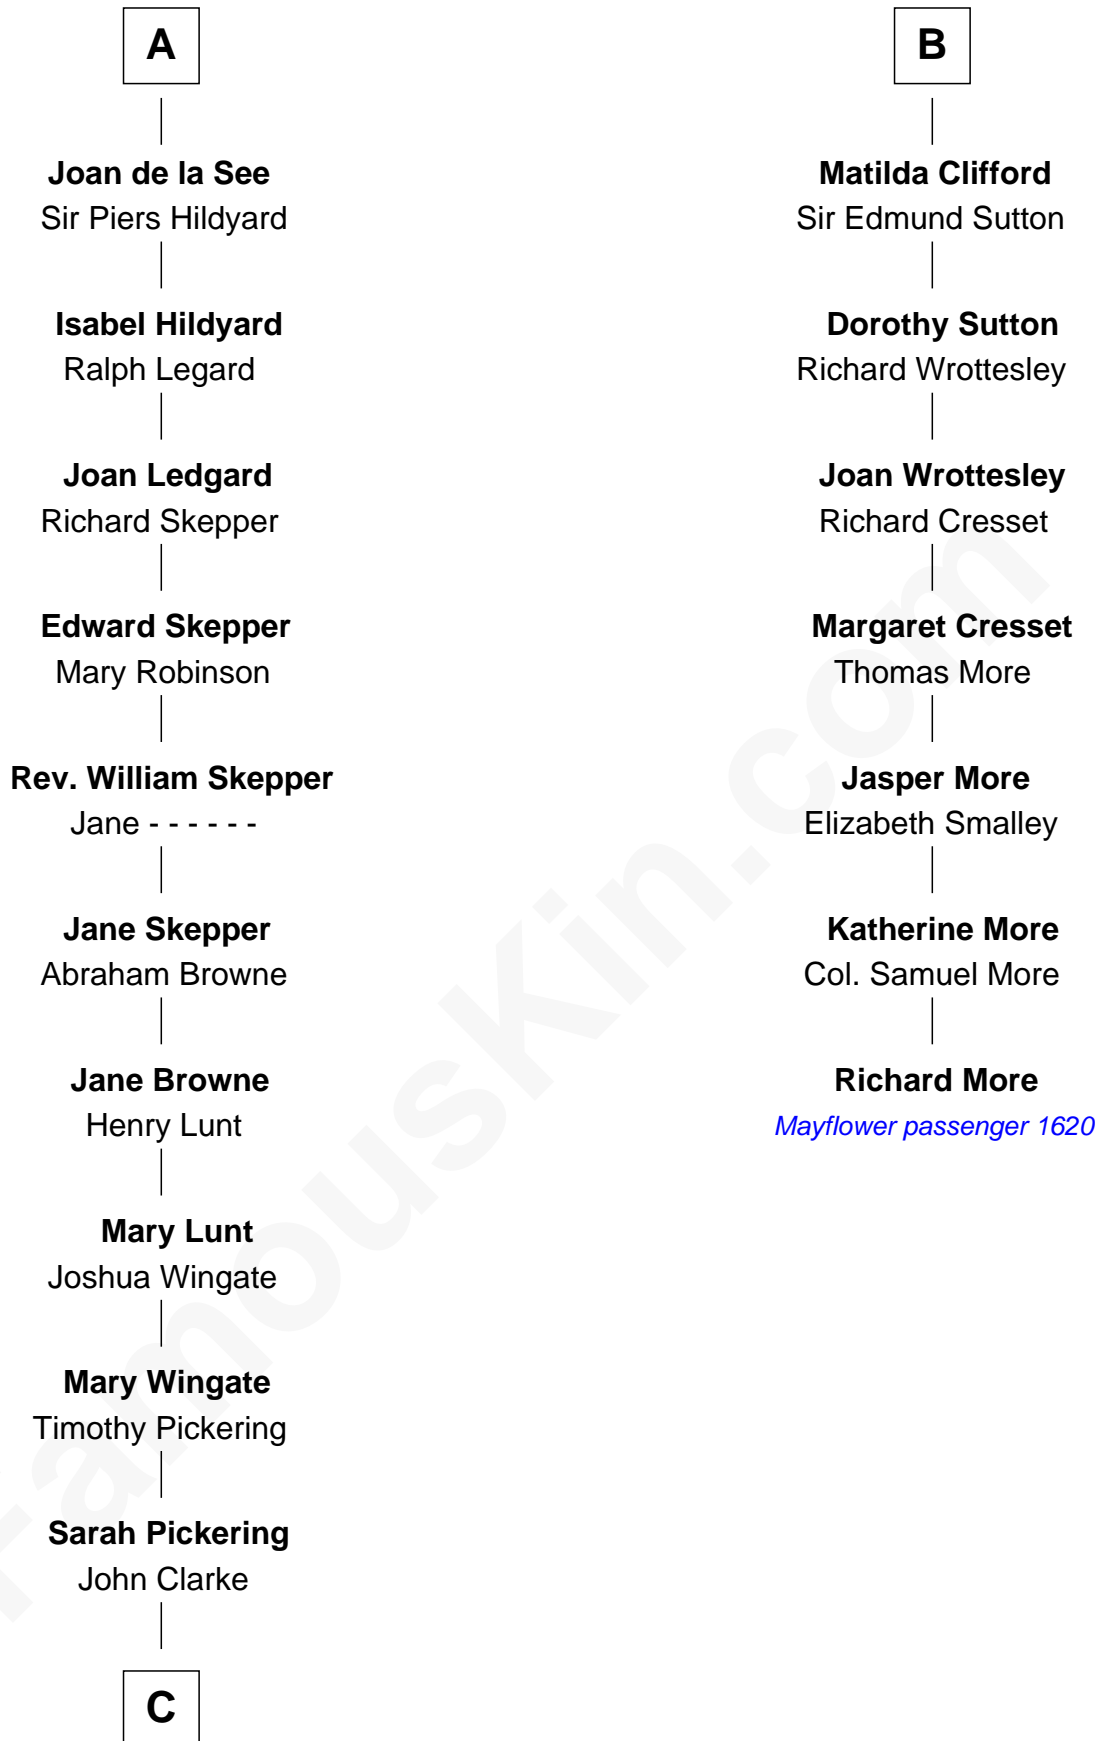 A
Joan de la See
Sir Piers Hildyard
Isabel Hildyard
Ralph Legard
Joan Ledgard
Richard Skepper
Edward Skepper
Mary Robinson
Rev. William Skepper
Jane - - - - - -
Jane Skepper
Abraham Browne
Jane Browne
Henry Lunt
Mary Lunt
Joshua Wingate
Mary Wingate
Timothy Pickering
Sarah Pickering
John Clarke
C
B
Matilda Clifford
Sir Edmund Sutton
Dorothy Sutton
Richard Wrottesley
Joan Wrottesley
Richard Cresset
Margaret Cresset
Thomas More
Jasper More
Elizabeth Smalley
Katherine More
Col. Samuel More
Richard More
Mayflower passenger 1620
FamousKin.com